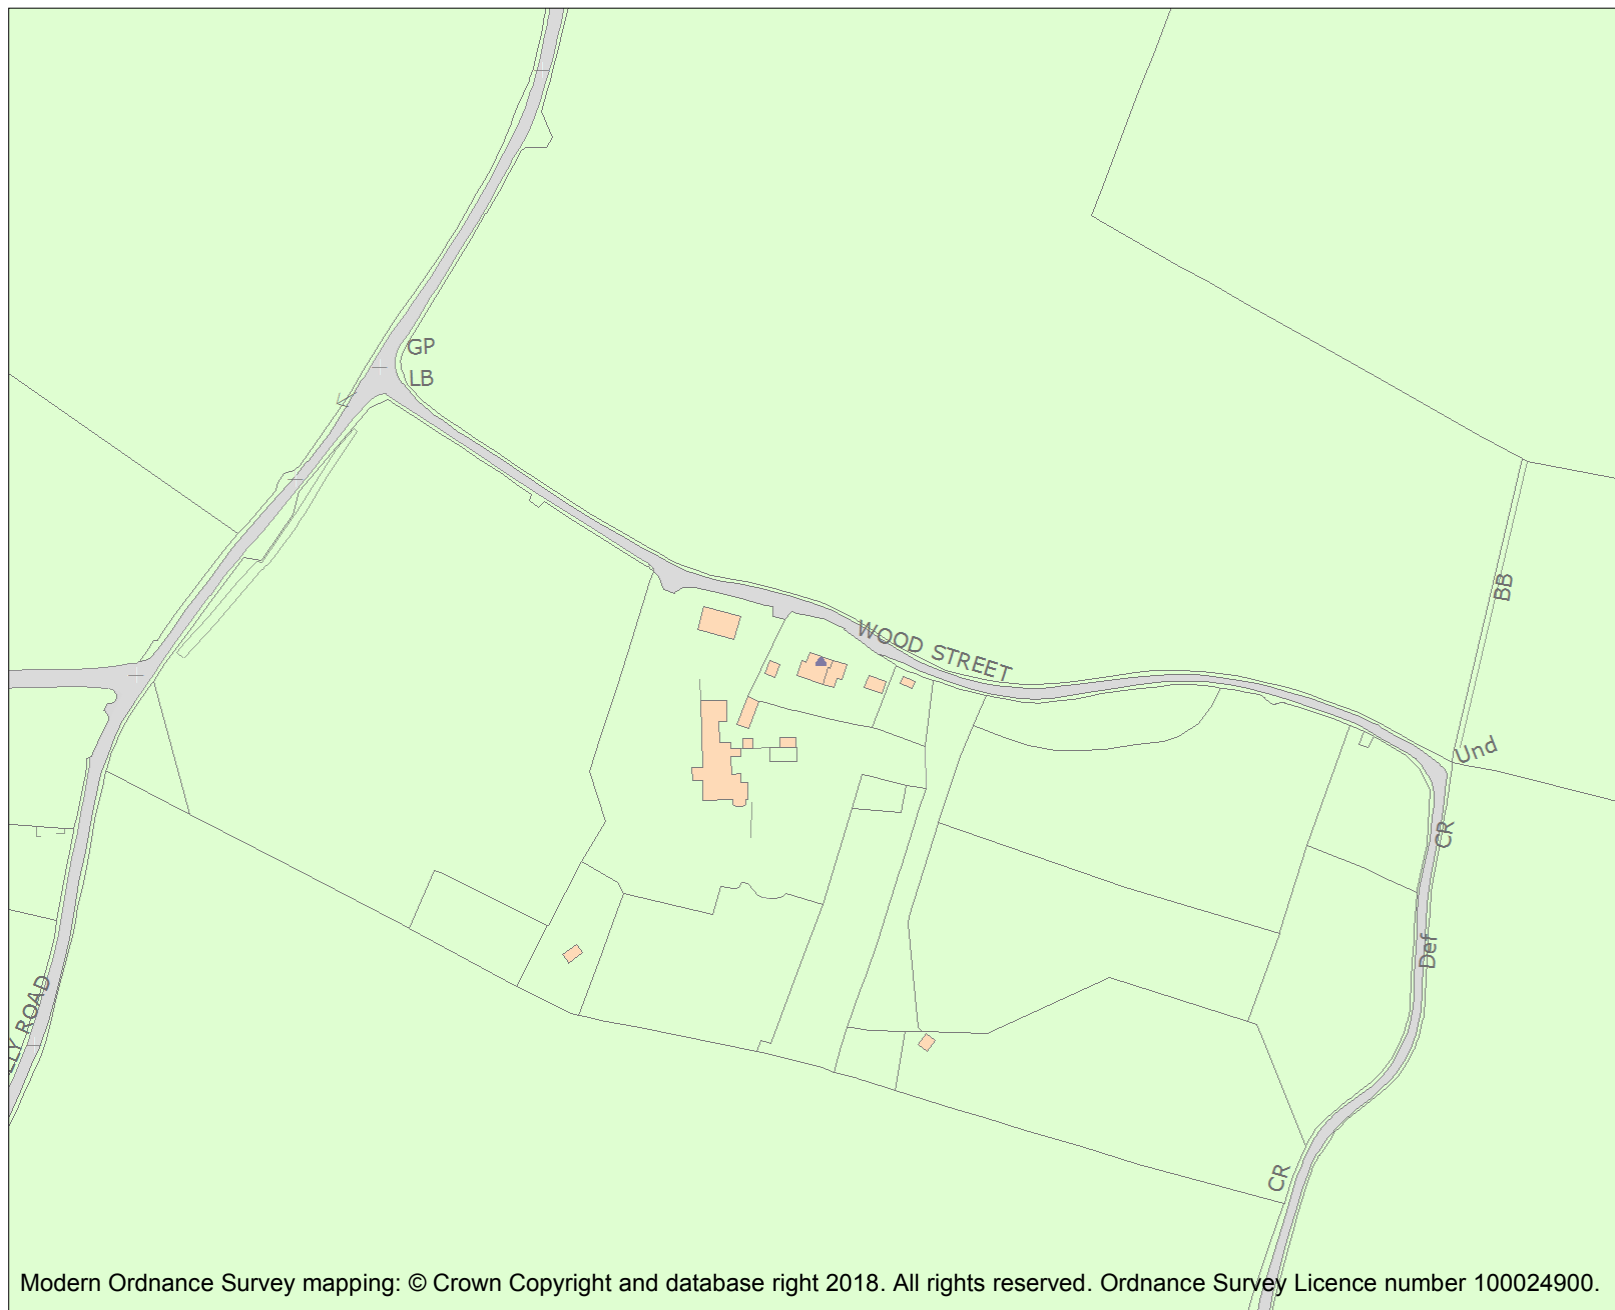 GP
LB
BB
WOOD STREET
Und
CR
Def
ROAD
CR
Modern Ordnance Survey mapping: © Crown Copyright and database right 2018. All rights reserved. Ordnance Survey Licence number 100024900.